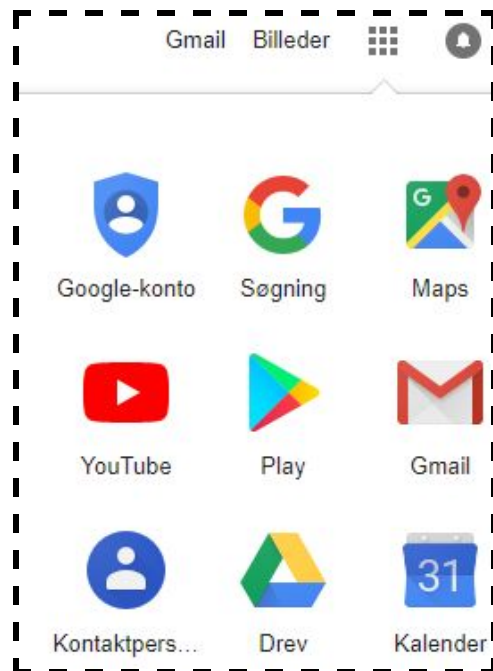 Gmail Billeder
G
Google-konto Søgning Maps
YouTube Play Gmail
31
Kontaktpers... Drev Kalender